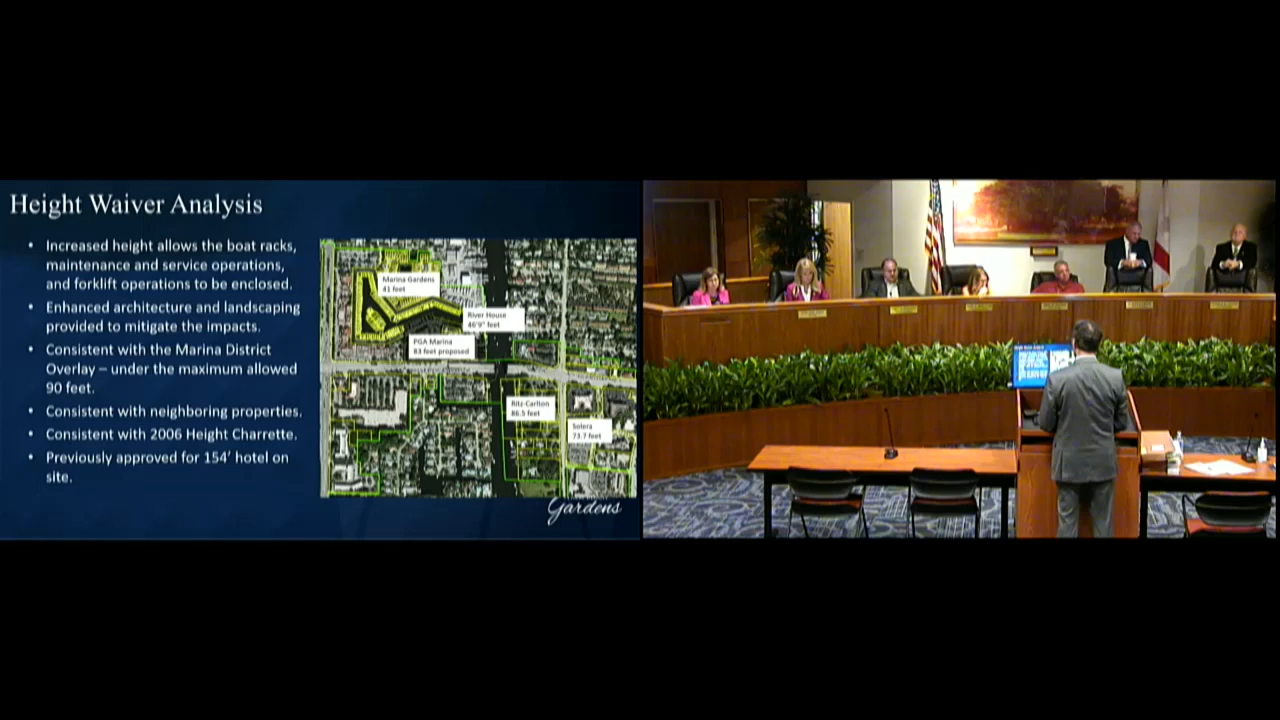 Height Waiver Analysis
• Increased height allows the boat racks,
maintenance and service operations,
and forklift operations to be enclosed.
• Enhanced architecture and landscaping
provided to mitigate the impacts.
• Consistent with the Marina District
Overlay – under the maximum allowed
90 feet.
• Consistent with neighboring properties.
• Consistent with 2006 Height Charrette.
• Previously approved for 154' hotel on
site.
Marina Gardens
41 feet
River House
46'9" feet
PGA Marina
83 feet proposed
Ritz Carlton
86.5 feet
Solera
73.7 feet
Gardens